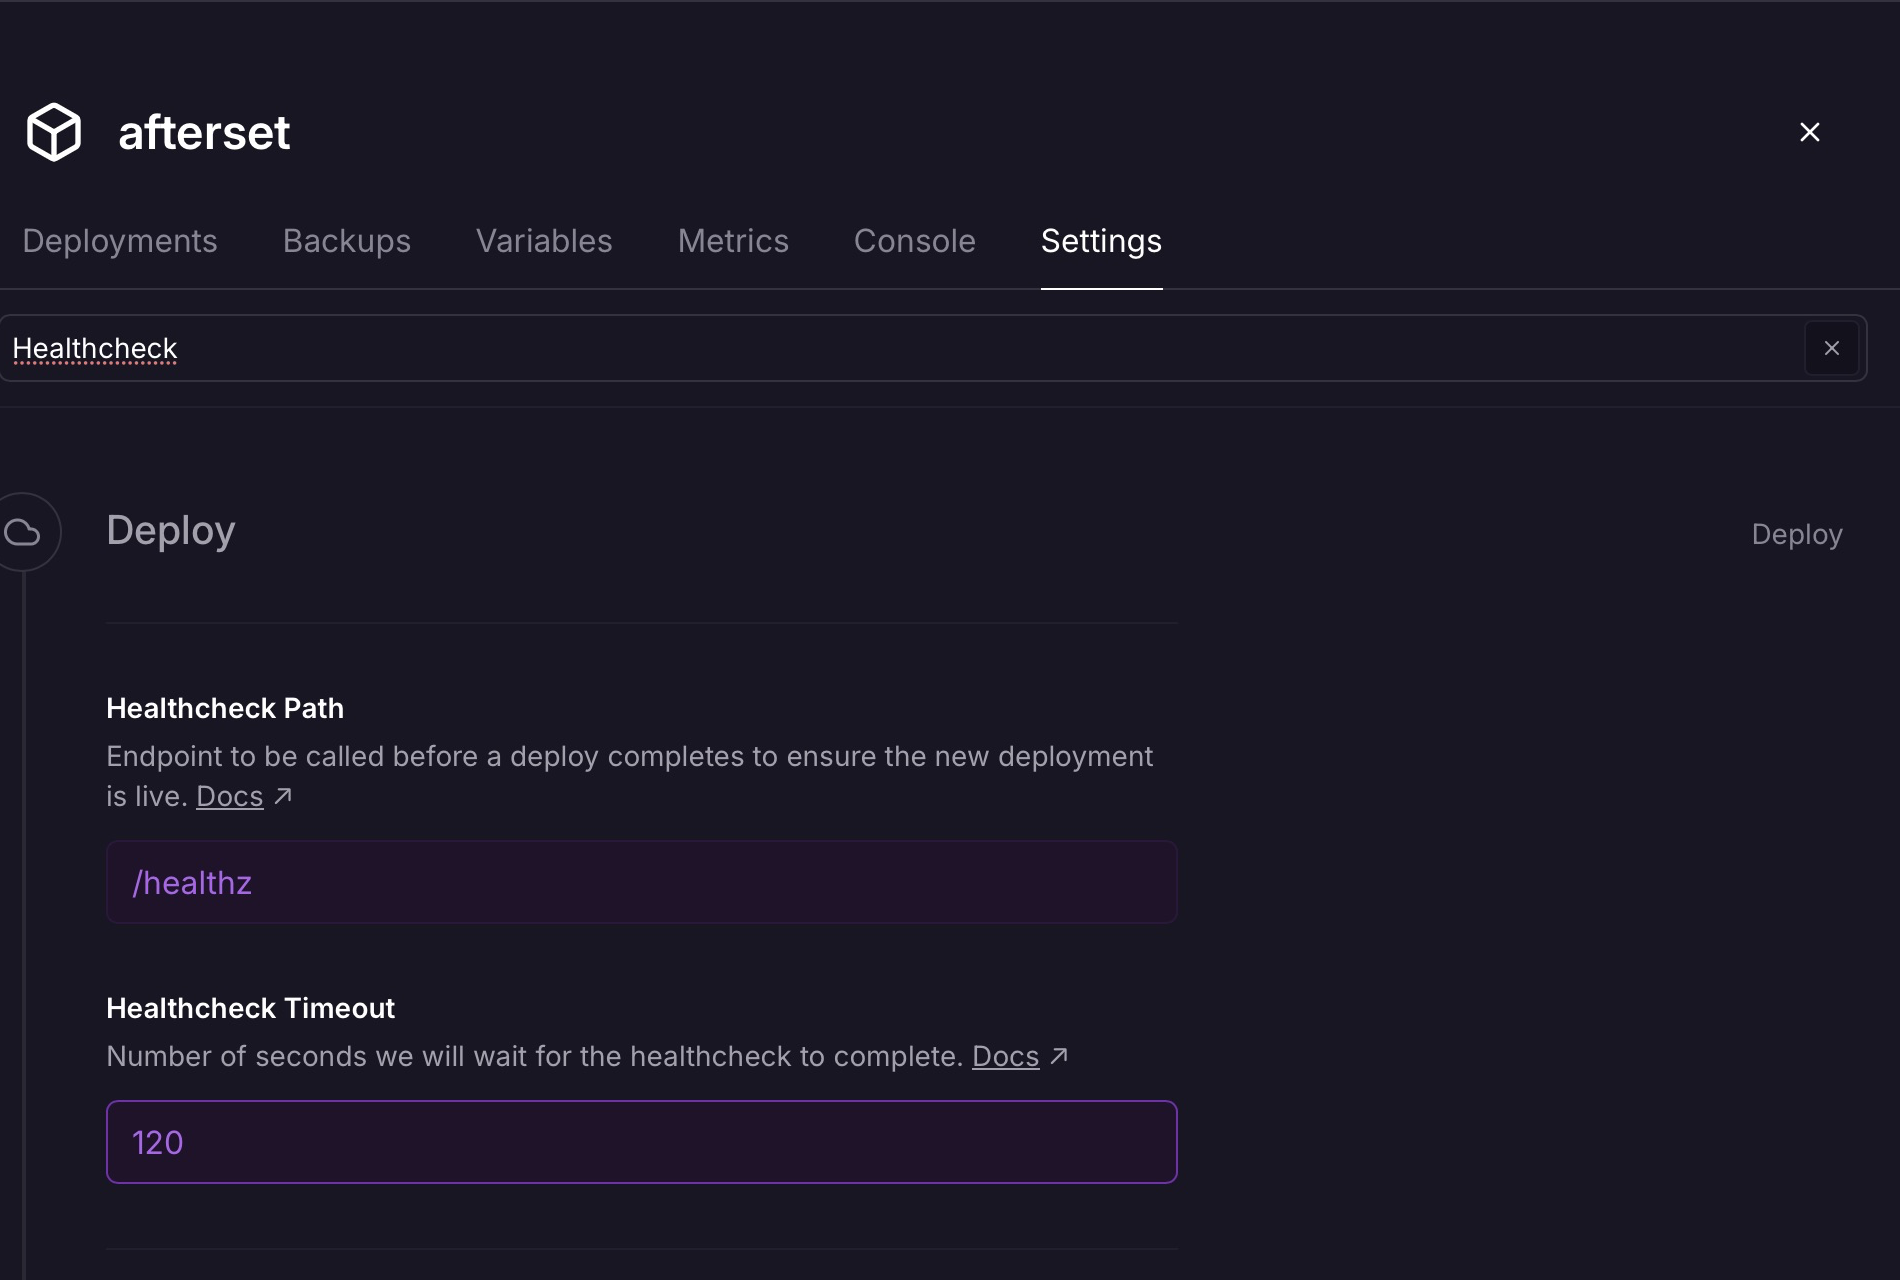 afterset
Deployments Backups Variables Metrics Console Settings
Healthcheck
Deploy
Deploy
Healthcheck Path
Endpoint to be called before a deploy completes to ensure the new deployment
is live. Docs ↗
/healthz
Healthcheck Timeout
Number of seconds we will wait for the healthcheck to complete. Docs ↗
120